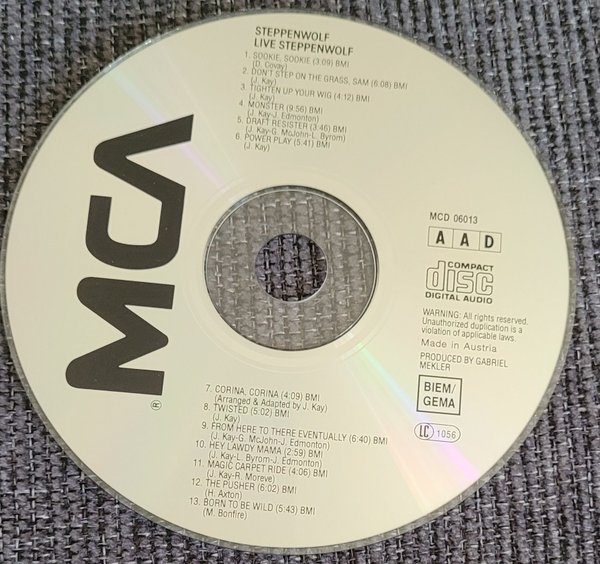 STEPPENWOLF
LIVE STEPPENWOLF
1. SOOKIE, SOOKIE (3:09) BMI
(D. Covay)
2. DON'T STEP ON THE GRASS, SAM (6:08) BMI
(J. Kay)
3. TIGHTEN UP YOUR WIG (4:12) BMI
(J. Kay)
4. MONSTER (9:56) BMI
(J. Kay-J. Edmonton)
5. DRAFT RESISTER (3:46) BMI
(J. Kay-G. McJohn-L. Byrom)
6. POWER PLAY (5:41) BMI
(J. Kay)
MCA
®
MCD 06013
A A D
COMPACT
disc
DIGITAL AUDIO
WARNING: All rights reserved.
Unauthorized duplication is a
violation of applicable laws.
Made in Austria
PRODUCED BY GABRIEL
MEKLER
BIEM/
GEMA
LC 1056
7. CORINA, CORINA (4:09) BMI
(Arranged & Adapted by J. Kay)
8. TWISTED (5:02) BMI
(J. Kay)
9. FROM HERE TO THERE EVENTUALLY (6:40) BMI
(J. Kay-G. McJohn-J. Edmonton)
10. HEY LAWDY MAMA (2:59) BMI
(J. Kay-L. Byrom-J. Edmonton)
11. MAGIC CARPET RIDE (4:06) BMI
(J. Kay-R. Moreve)
12. THE PUSHER (6:02) BMI
(H. Axton)
13. BORN TO BE WILD (5:43) BMI
(M. Bonfire)